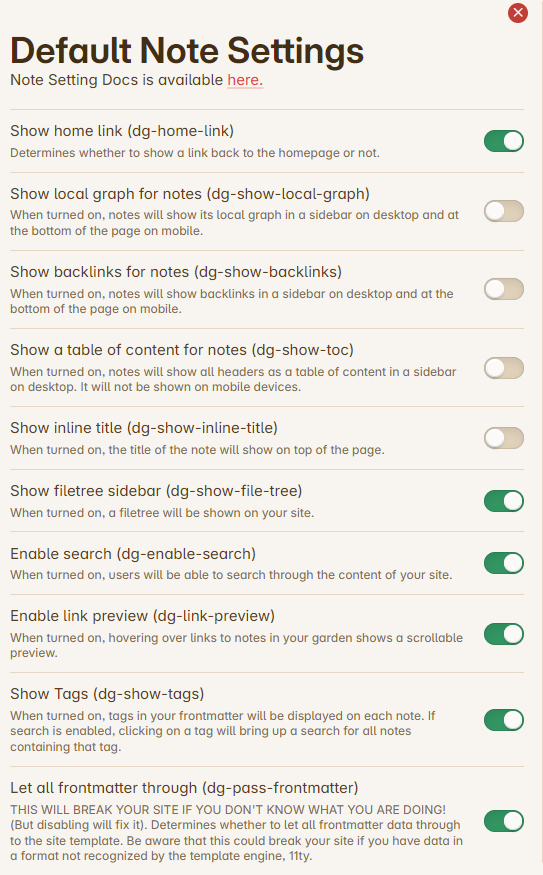 Default Note Settings
Note Setting Docs is available here.
Show home link (dg-home-link)
Determines whether to show a link back to the homepage or not.
Show local graph for notes (dg-show-local-graph)
When turned on, notes will show its local graph in a sidebar on desktop and at
the bottom of the page on mobile.
Show backlinks for notes (dg-show-backlinks)
When turned on, notes will show backlinks in a sidebar on desktop and at the
bottom of the page on mobile.
Show a table of content for notes (dg-show-toc)
When turned on, notes will show all headers as a table of content in a sidebar
on desktop. It will not be shown on mobile devices.
Show inline title (dg-show-inline-title)
When turned on, the title of the note will show on top of the page.
Show filetree sidebar (dg-show-file-tree)
When turned on, a filetree will be shown on your site.
Enable search (dg-enable-search)
When turned on, users will be able to search through the content of your site.
Enable link preview (dg-link-preview)
When turned on, hovering over links to notes in your garden shows a scrollable
preview.
Show Tags (dg-show-tags)
When turned on, tags in your frontmatter will be displayed on each note. If
search is enabled, clicking on a tag will bring up a search for all notes
containing that tag.
Let all frontmatter through (dg-pass-frontmatter)
THIS WILL BREAK YOUR SITE IF YOU DON'T KNOW WHAT YOU ARE DOING!
(But disabling will fix it). Determines whether to let all frontmatter data through
to the site template. Be aware that this could break your site if you have data in
a format not recognized by the template engine, 11ty.